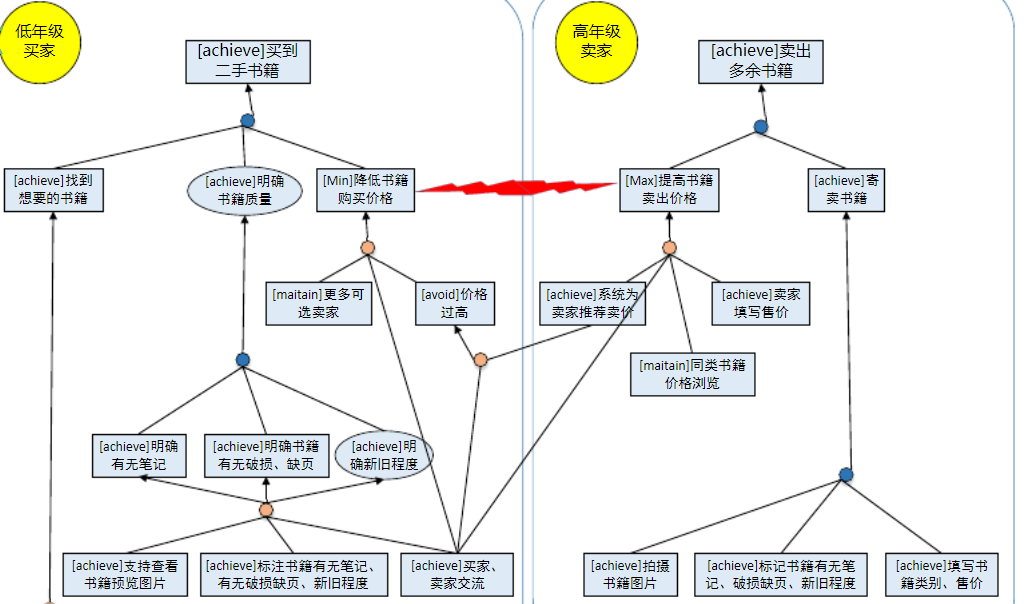 低年级
买家
高年级
卖家
[achieve]买到
二手书籍
[achieve]卖出
多余书籍
[achieve]找到
想要的书籍
[achieve]明确
书籍质量
[Min]降低书籍
购买价格
[Max]提高书籍
卖出价格
[achieve]寄
卖书籍
[maitain]更多可
选卖家
[avoid]价格
过高
[achieve]系统为
卖家推荐卖价
[achieve]卖家
填写售价
[maitain]同类书籍
价格浏览
[achieve]明确
有无笔记
[achieve]明确书籍
有无破损、缺页
[achieve]明
确新旧程度
[achieve]支持查看
书籍预览图片
[achieve]标注书籍有无笔记、
有无破损缺页、新旧程度
[achieve]买家、
卖家交流
[achieve]拍摄
书籍图片
[achieve]标记书籍有无笔
记、破损缺页、新旧程度
[achieve]填写书
籍类别、售价